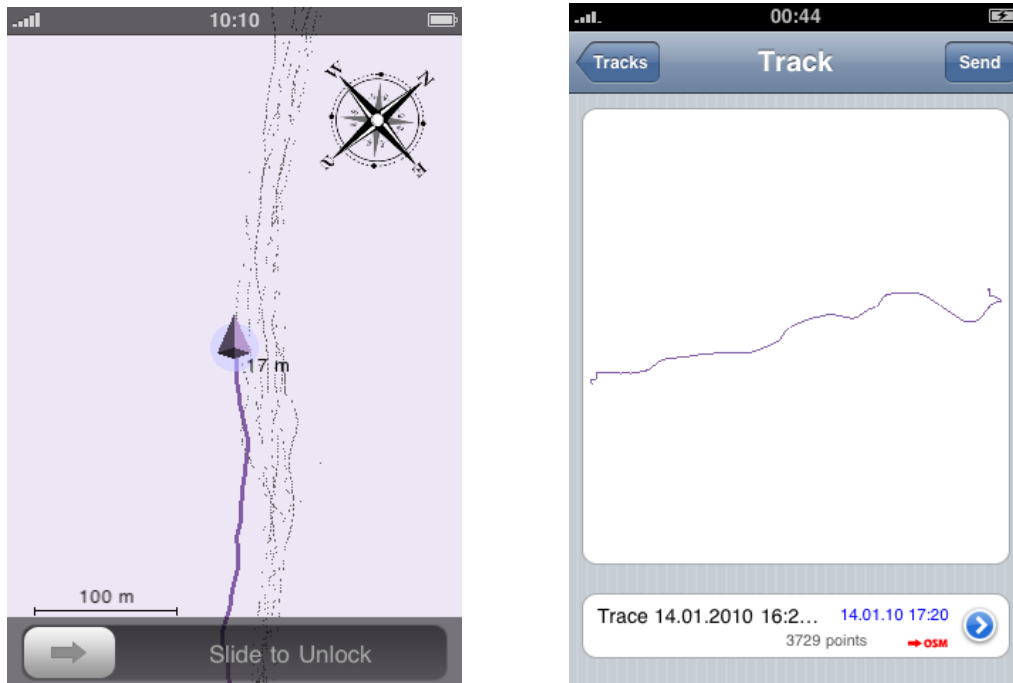 10:10
W N
S E
17 m
100 m
Slide to Unlock
00:44
Tracks
Track
Send
Trace 14.01.2010 16:2...
14.01.10 17:20
3729 points
OSM